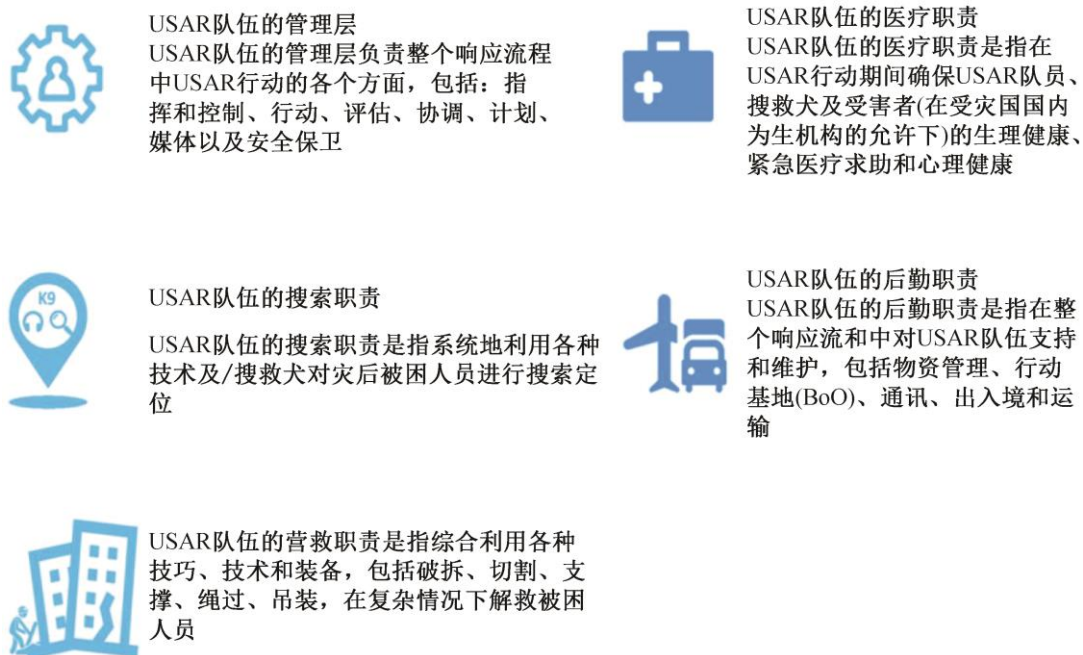 USAR队伍的管理层
USAR队伍的管理层负责整个响应流程
中USAR行动的各个方面，包括：指
挥和控制、行动、评估、协调、计划、
媒体以及安全保卫
USAR队伍的医疗职责
USAR队伍的医疗职责是指在
USAR行动期间确保USAR队员、
搜救犬及受害者(在受灾国国内
为生机构的允许下)的生理健康、
紧急医疗求助和心理健康
K9
USAR队伍的搜索职责
USAR队伍的搜索职责是指系统地利用各种
技术及/搜救犬对灾后被困人员进行搜索定
位
USAR队伍的后勤职责
USAR队伍的后勤职责是指在整
个响应流和中对USAR队伍支持
和维护，包括物资管理、行动
基地(BoO)、通讯、出入境和运
输
USAR队伍的营救职责是指综合利用各种
技巧、技术和装备，包括破拆、切割、支
撑、绳过、吊装，在复杂情况下解救被困
人员